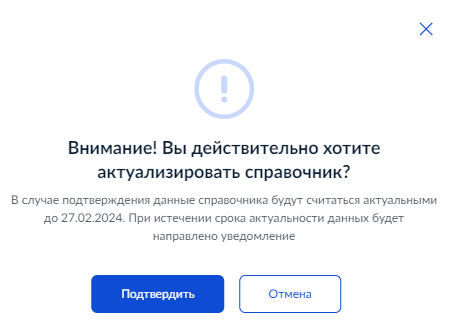 Внимание! Вы действительно хотите
актуализировать справочник?
В случае подтверждения данные справочника будут считаться актуальными
до 27.02.2024. При истечении срока актуальности данных будет
направлено уведомление
Подтвердить Отмена